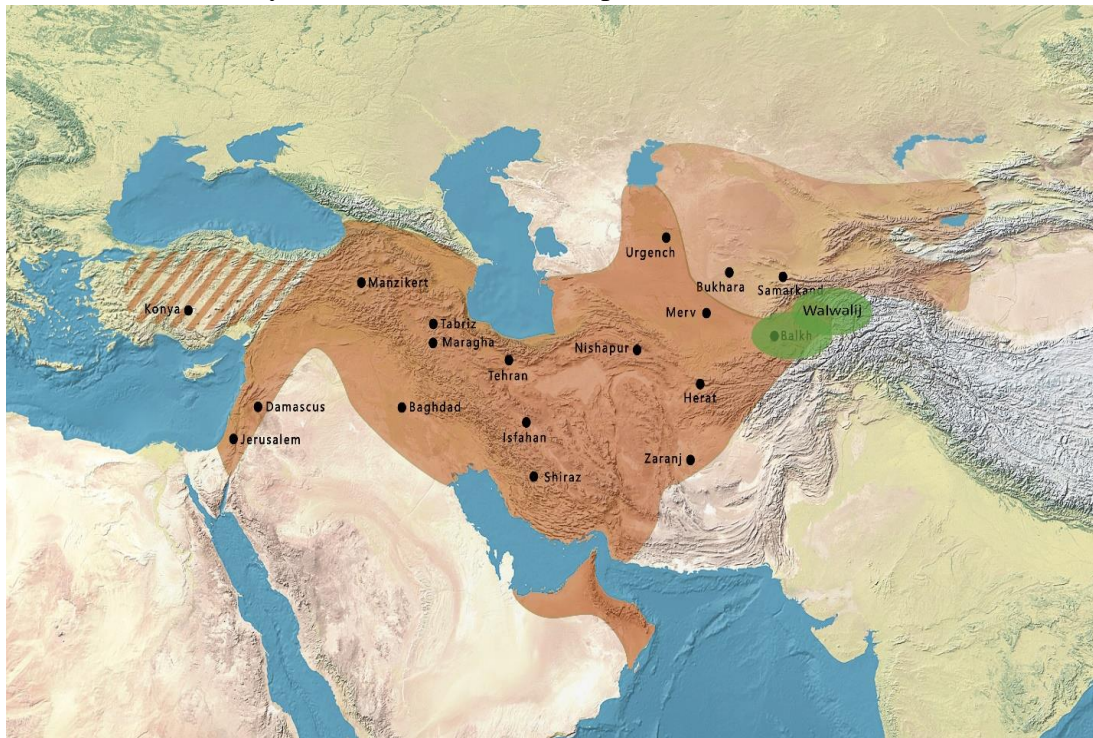 Urgench
Bukhara
Samarkand
Manzikert
Konya
Walwalij
Merv
Tabriz
Balkh
Maragha
Nishapur
Tehran
Herat
Damascus
Baghdad
Isfahan
Jerusalem
Zaranj
Shiraz